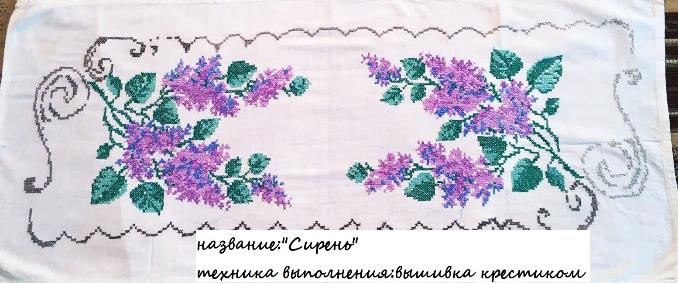 название:"Сирень"
техника выполнения:вышивка крестиком